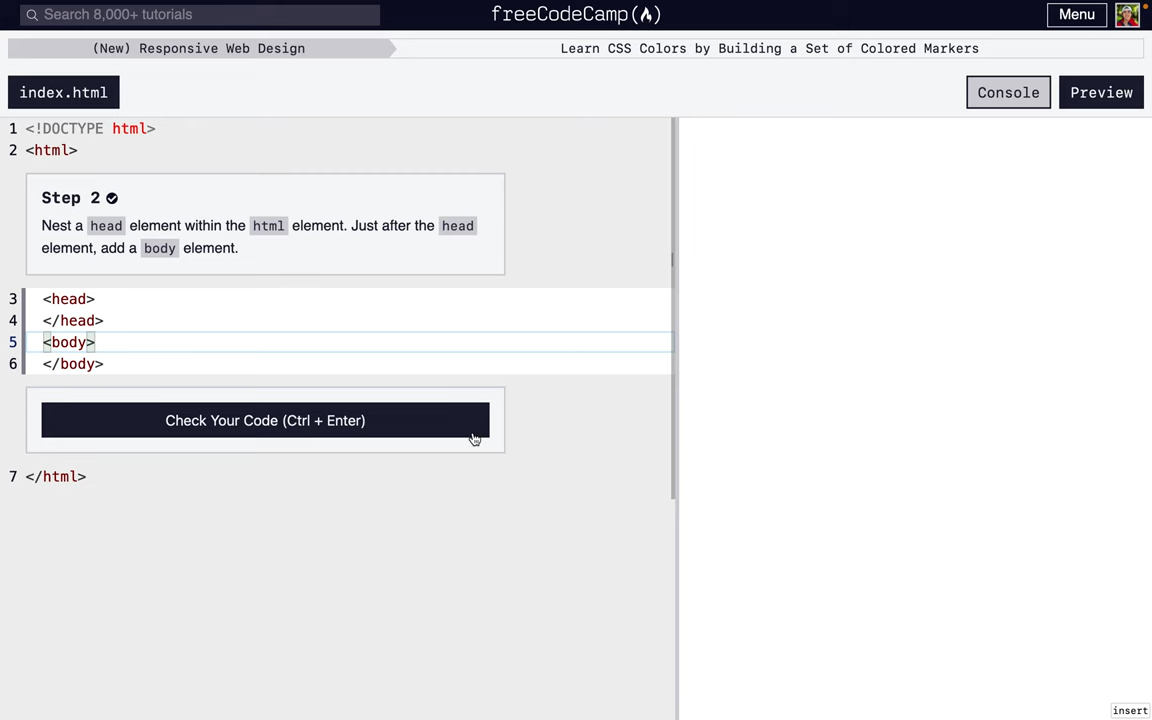 Search 8,000+ tutorials
freeCodeCamp
Menu
(New) Responsive Web Design
Learn CSS Colors by Building a Set of Colored Markers
index.html
Console
Preview
1 <!DOCTYPE html>
2 <html>
Step 2
Nest a head element within the html element. Just after the head
element, add a body element.
3 <head>
4 </head>
5 <body>
6 </body>
Check Your Code (Ctrl + Enter)
7 </html>
insert